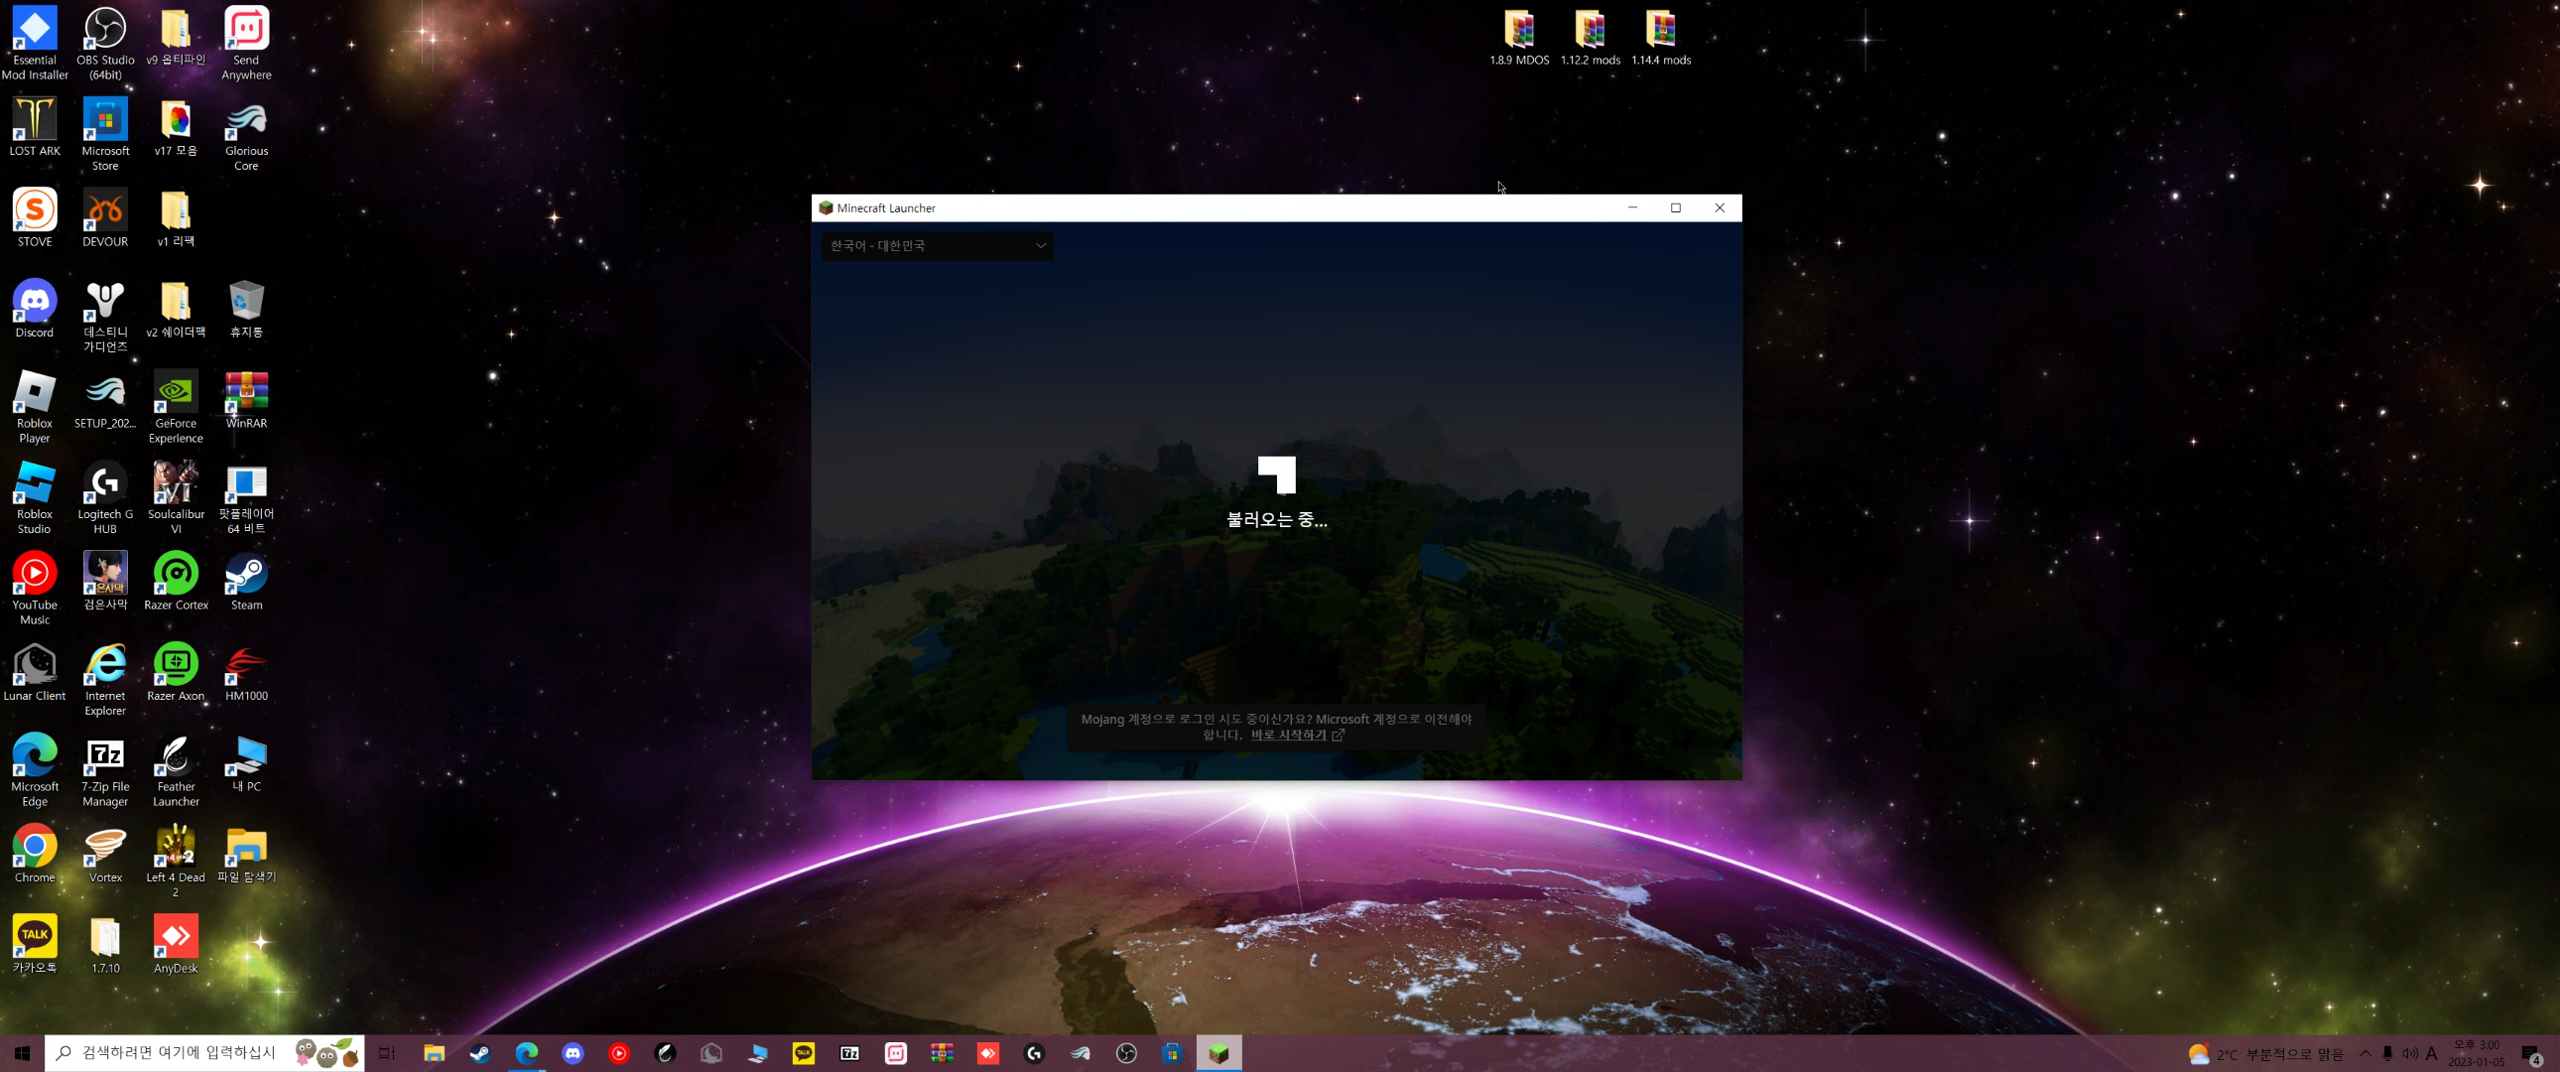 Essential
Mod Installer
OBS Studio
(64bit)
v9 옵티파인
Send
Anywhere
1.8.9 MDOS
1.12.2 mods
1.14.4 mods
LOST ARK
Microsoft
Store
v17 모음
Glorious
Core
STOVE
DEVOUR
v1 리팩
Discord
데스티니
가디언즈
v2 쉐이더팩
휴지통
Roblox
Player
SETUP_202...
GeForce
Experience
WinRAR
Roblox
Studio
Logitech G
HUB
Soulcalibur
VI
팟플레이어
64 비트
YouTube
Music
검은사막
Razer Cortex
Steam
Lunar Client
Internet
Explorer
Razer Axon
HM1000
Microsoft
Edge
7-Zip File
Manager
Feather
Launcher
내 PC
Chrome
Vortex
Left 4 Dead
2
파일 탐색기
카카오톡
1.7.10
AnyDesk
Minecraft Launcher
한국어 - 대한민국
불러오는 중...
Mojang 계정으로 로그인 시도 중이신가요? Microsoft 계정으로 이전해야
합니다. 바로 시작하기
검색하려면 여기에 입력하십시
2°C 부분적으로 맑음
A
오후 3:00
2023-01-05
4